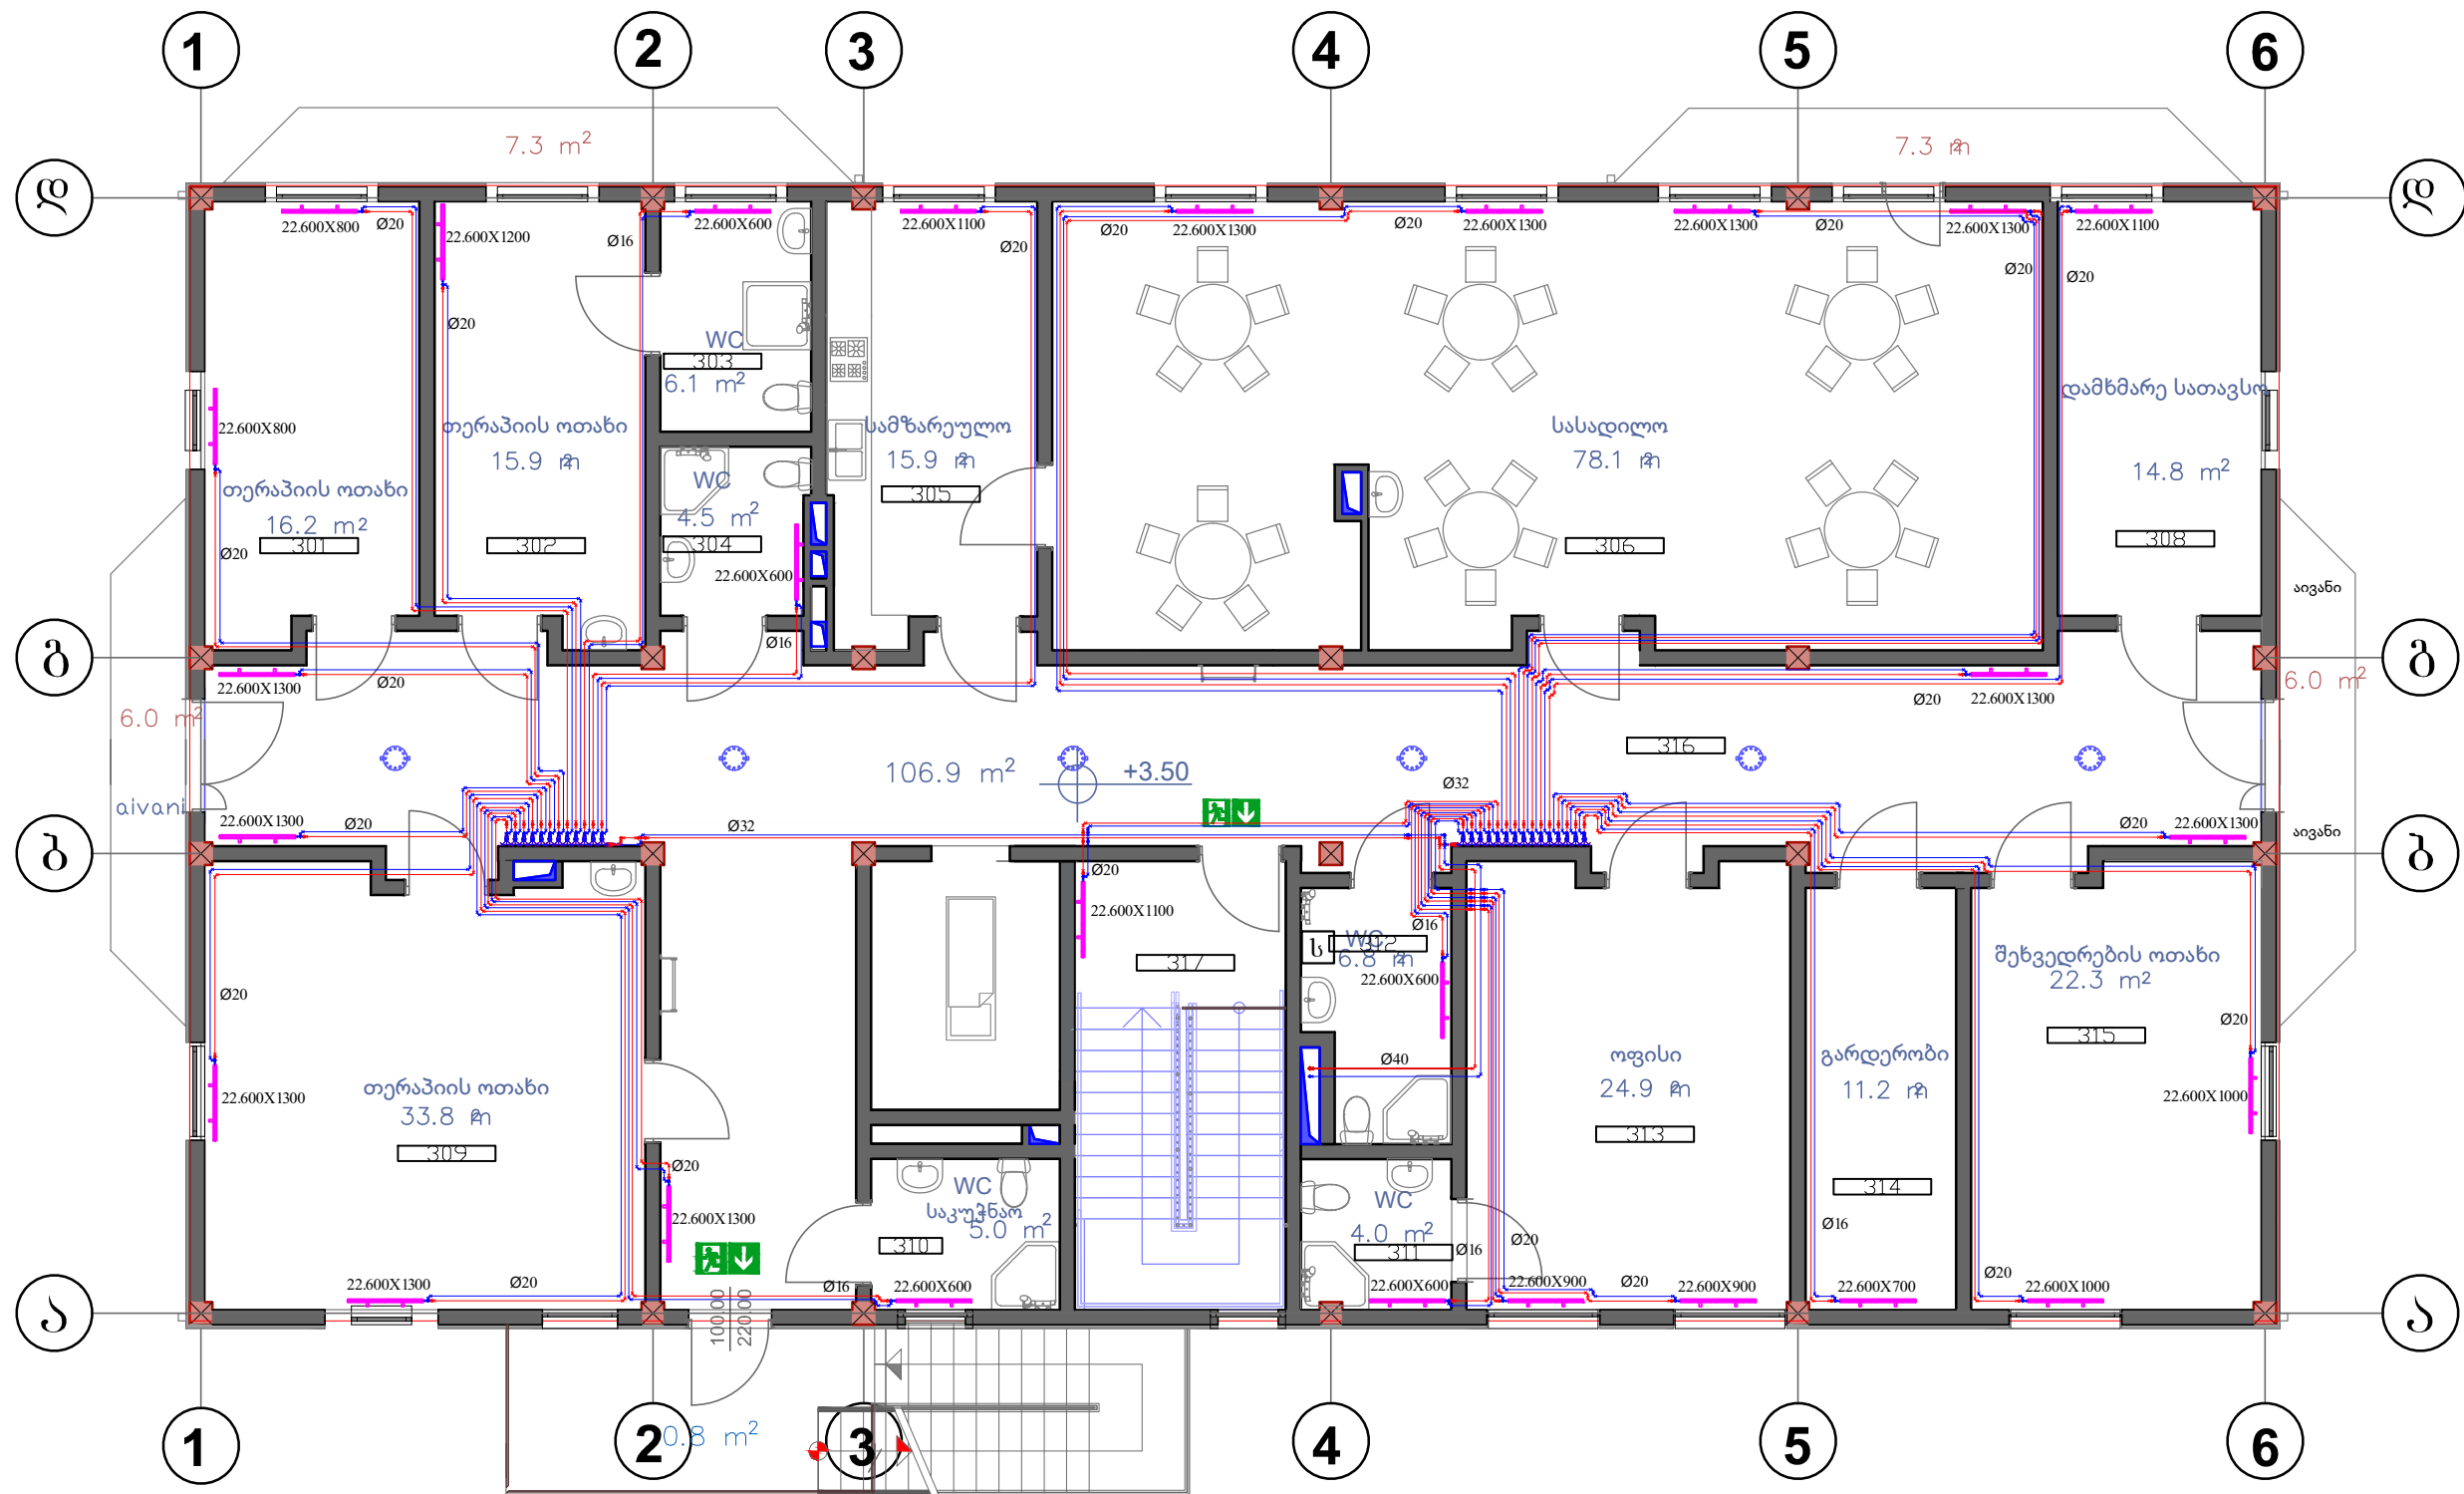 1 2 3 4 5 6
7.3 m² 7.3 m²
დ დ
22.600X800 Ø20 22.600X1200 Ø16 22.600X600 22.600X1100 Ø20 Ø20 22.600X1300 Ø20 22.600X1300 22.600X1300 Ø20 22.600X1300 22.600X1100
Ø20 Ø20
Ø20
WC
303
6.1 m²
22.600X800
თერაპიის ოთახი
15.9 m²
სამზარეულო
15.9 m²
305
სასადილო
78.1 m²
დამხმარე სათავსო
14.8 m²
თერაპიის ოთახი
16.2 m²
301
302
WC
4.5 m²
304
306
308
Ø20
22.600X600
აივანი
Ø16
გ გ
22.600X1300 Ø20
Ø20 22.600X1300
6.0 m² 6.0 m²
316
106.9 m² +3.50
Ø32
aivani
22.600X1300 Ø20
Ø32
Ø20 22.600X1300
აივანი
ბ ბ
Ø20
22.600X1100
Ø16
ს
WC
312
6.8 m²
317
22.600X600
შეხვედრების ოთახი
22.3 m²
315
Ø20
Ø20
Ø40
ოფისი
24.9 m²
313
გარდერობი
11.2 m²
314
თერაპიის ოთახი
33.8 m²
309
22.600X1300
22.600X1000
Ø20
22.600X1300
WC
საკუჭნაო
5.0 m²
310
WC
4.0 m²
311
Ø16
Ø20
Ø16
22.600X1300 Ø20
Ø16 22.600X600
22.600X600 22.600X900 Ø20 22.600X900
22.600X700
Ø20
22.600X1000
ა ა
100.00
220.00
0.8 m²
1 2 3 4 5 6